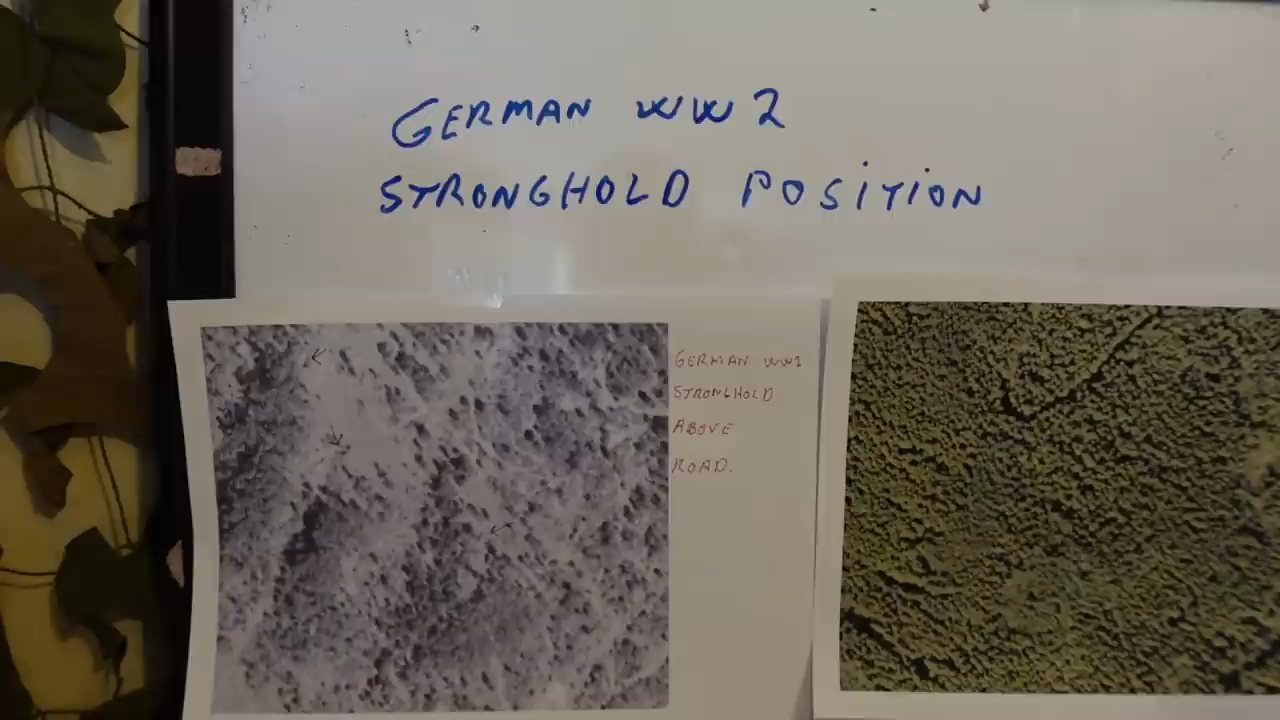 GERMAN WW2
STRONGHOLD POSITION
GERMAN WW2
STRONGHOLD
ABOVE
ROAD.